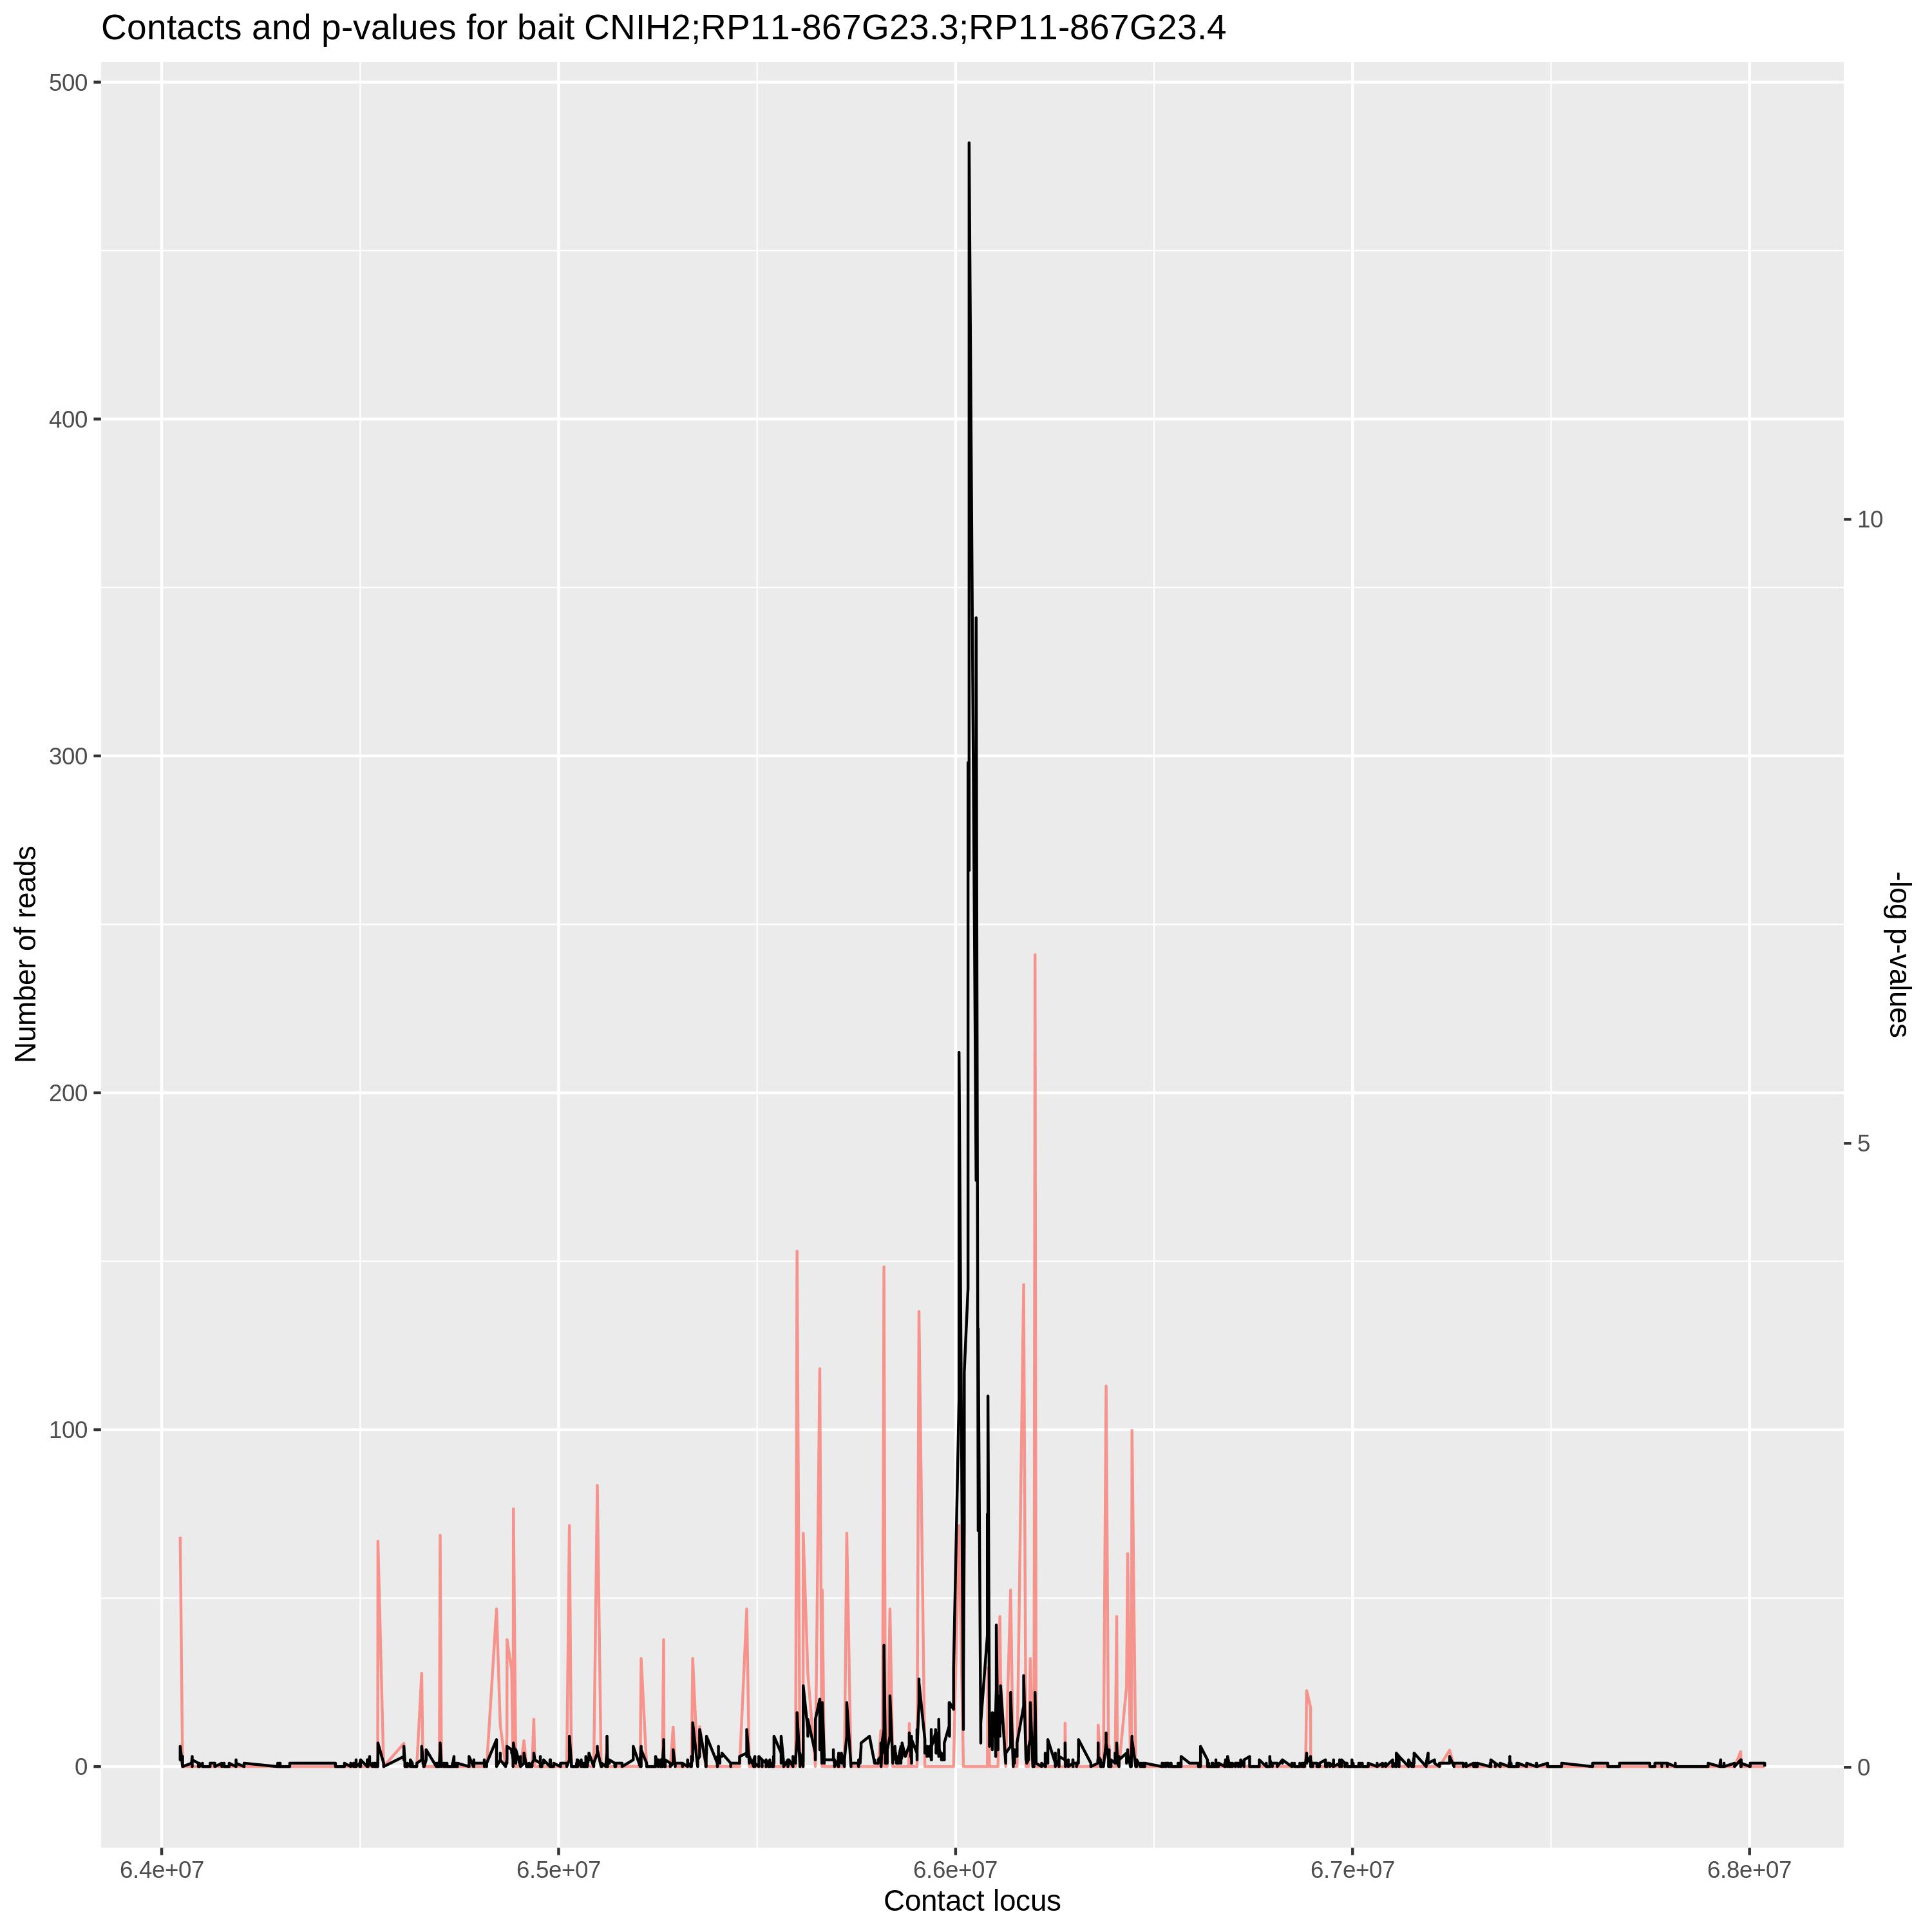 Contacts and p-values for bait CNIH2;RP11-867G23.3;RP11-867G23.4
500
400
300
200
100
0
Number of reads
10
5
0
-log p-values
6.4e+07
6.5e+07
6.6e+07
6.7e+07
6.8e+07
Contact locus